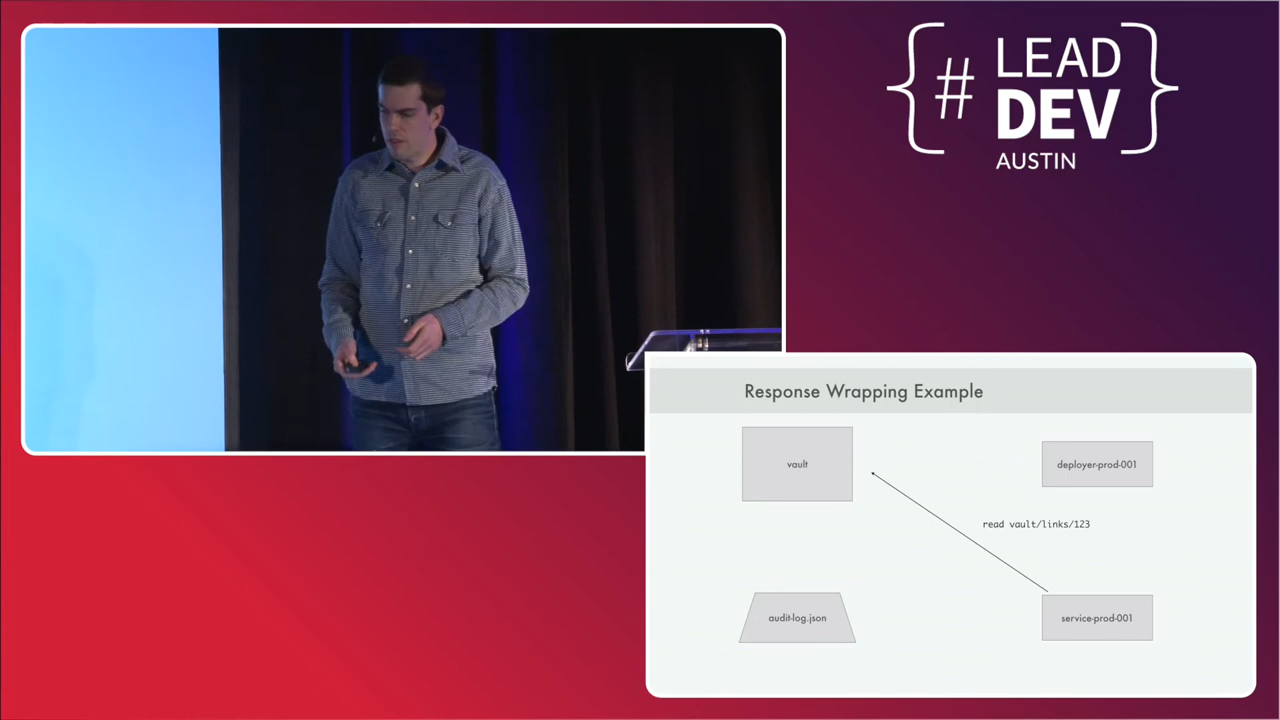 # LEAD
DEV
AUSTIN
Response Wrapping Example
vault
deployer-prod-001
read vault/links/123
audit-log.json
service-prod-001